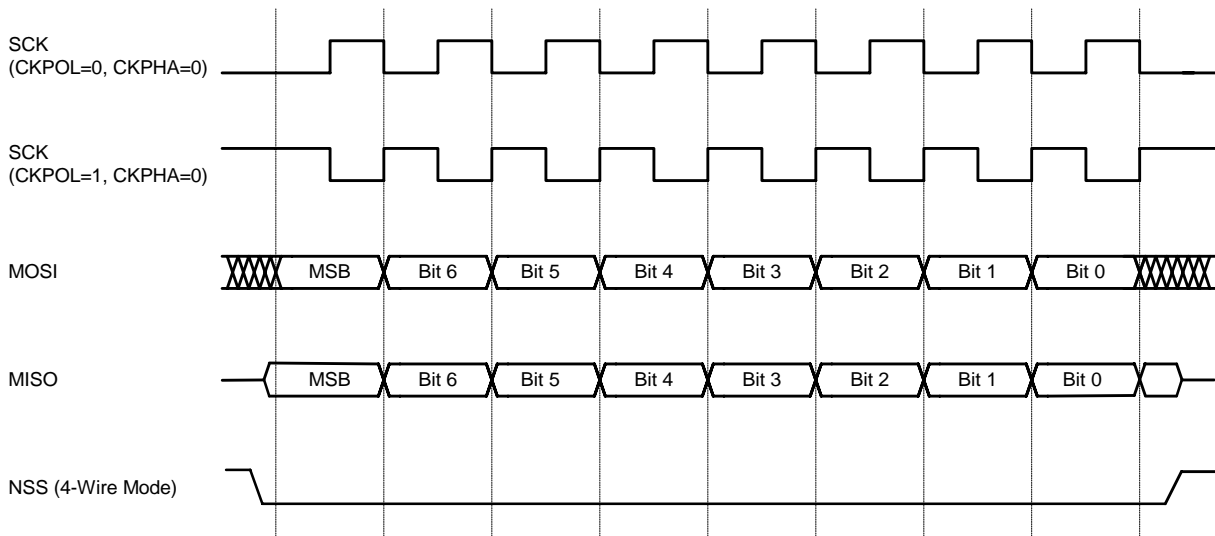 SCK
(CKPOL=0, CKPHA=0)
SCK
(CKPOL=1, CKPHA=0)
MOSI
MSB
Bit 6
Bit 5
Bit 4
Bit 3
Bit 2
Bit 1
Bit 0
MISO
MSB
Bit 6
Bit 5
Bit 4
Bit 3
Bit 2
Bit 1
Bit 0
NSS (4-Wire Mode)